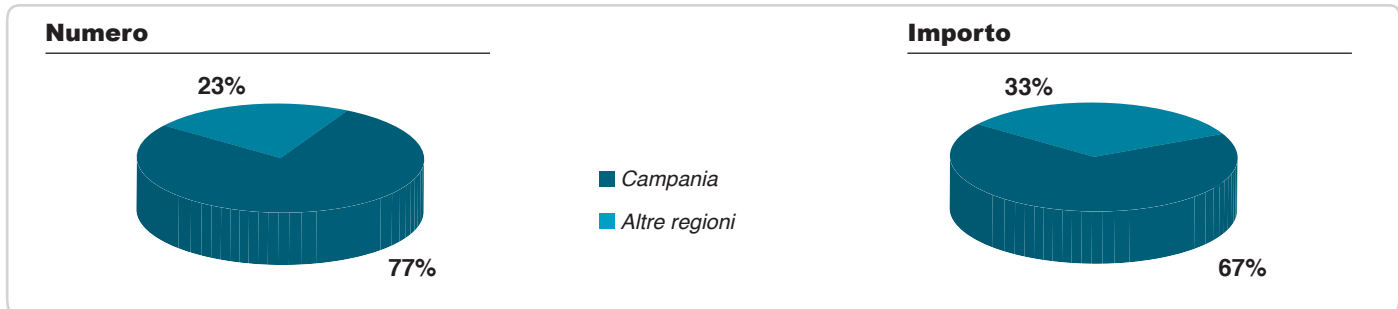 Numero
23%
77%
Campania
Altre regioni
Importo
33%
67%